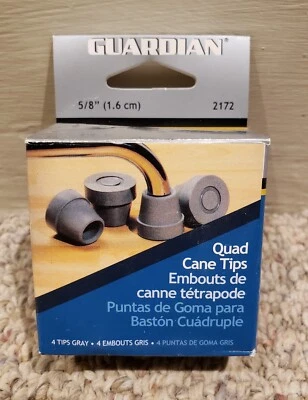 GUARDIAN®
5/8" (1.6 cm) 2172
Quad
Cane Tips
Embouts de
canne tétrapode
Puntas de Goma para
Bastón Cuádruple
4 TIPS GRAY • 4 EMBOUTS GRIS • 4 PUNTAS DE GOMA GRIS